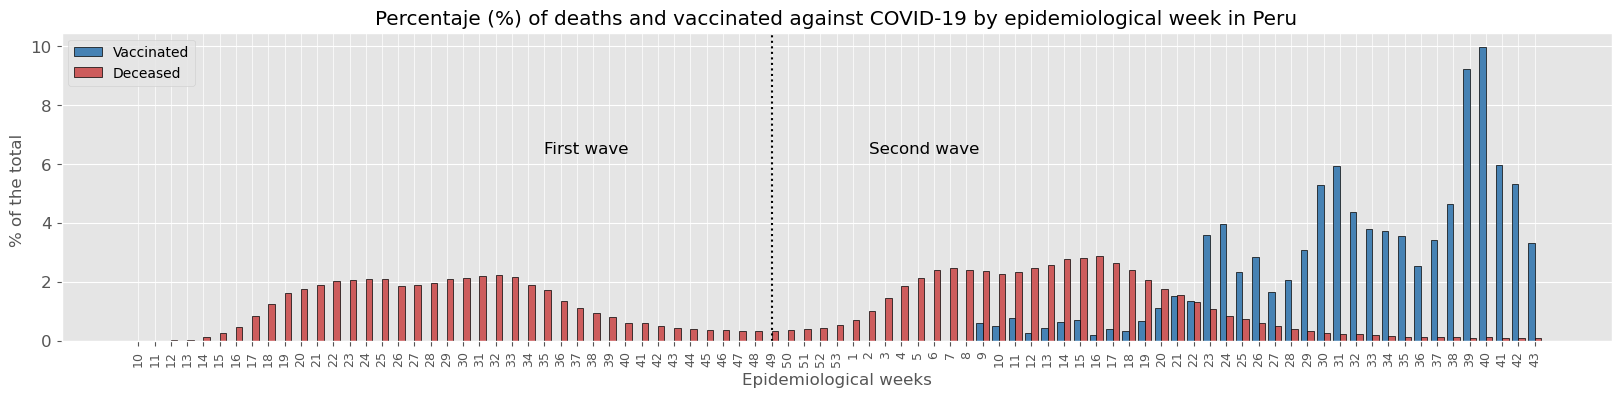 Percentaje (%) of deaths and vaccinated against COVID-19 by epidemiological week in Peru
Vaccinated
Deceased
First wave
Second wave
% of the total
10
8
6
4
2
0
10 11 12 13 14 15 16 17 18 19 20 21 22 23 24 25 26 27 28 29 30 31 32 33 34 35 36 37 38 39 40 41 42 43 44 45 46 47 48 49 50 51 52 53 1 2 3 4 5 6 7 8 9 10 11 12 13 14 15 16 17 18 19 20 21 22 23 24 25 26 27 28 29 30 31 32 33 34 35 36 37 38 39 40 41 42 43
Epidemiological weeks